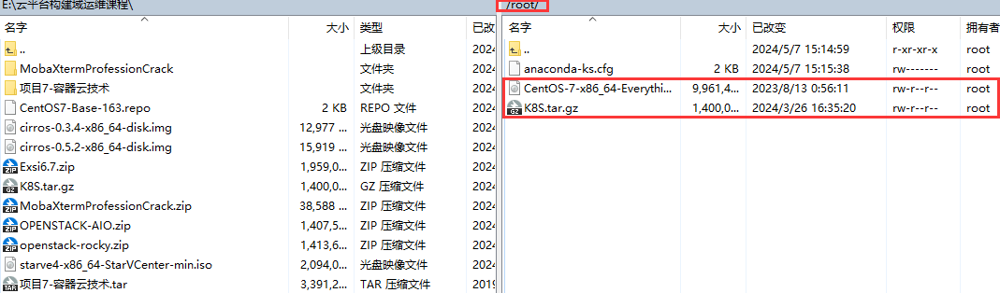 E:\云平台构建域运维课程\
名字 大小 类型 已改
.. 上级目录 2024
MobaXtermProfessionCrack 文件夹 2024
项目7-容器云技术 文件夹 2024
CentOS7-Base-163.repo 2 KB REPO 文件 2024
cirros-0.3.4-x86_64-disk.img 12,977 ... 光盘映像文件 2024
cirros-0.5.2-x86_64-disk.img 15,919 ... 光盘映像文件 2024
Exsi6.7.zip 1,959,0... ZIP 压缩文件 2024
K8S.tar.gz 1,400,0... GZ 压缩文件 2024
MobaXtermProfessionCrack.zip 38,588 ... ZIP 压缩文件 2024
OPENSTACK-AIO.zip 1,407,5... ZIP 压缩文件 2024
openstack-rocky.zip 1,413,6... ZIP 压缩文件 2024
starve4-x86_64-StarVCenter-min.iso 2,094,0... 光盘映像文件 2024
项目7-容器云技术.tar 3,391,2... TAR 压缩文件 2019
/root/
名字 大小 已改变 权限 拥有者
.. 2024/5/7 15:14:59 r-xr-xr-x root
anaconda-ks.cfg 2 KB 2024/5/7 15:15:38 rw------- root
CentOS-7-x86_64-Everythi... 9,961,4... 2023/8/13 0:56:11 rw-r--r-- root
K8S.tar.gz 1,400,0... 2024/3/26 16:35:20 rw-r--r-- root